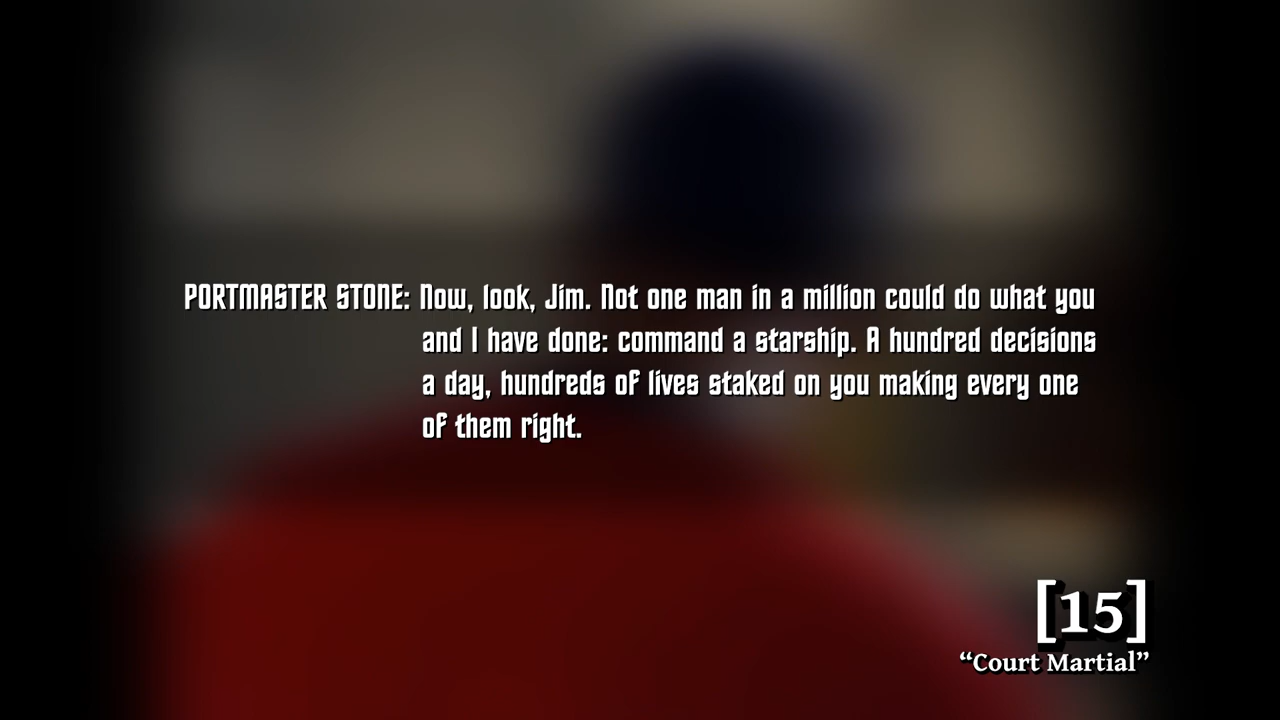 PORTMASTER STONE: Now, look, Jim. Not one man in a million could do what you
and I have done: command a starship. A hundred decisions
a day, hundreds of lives staked on you making every one
of them right.
[15]
“Court Martial”